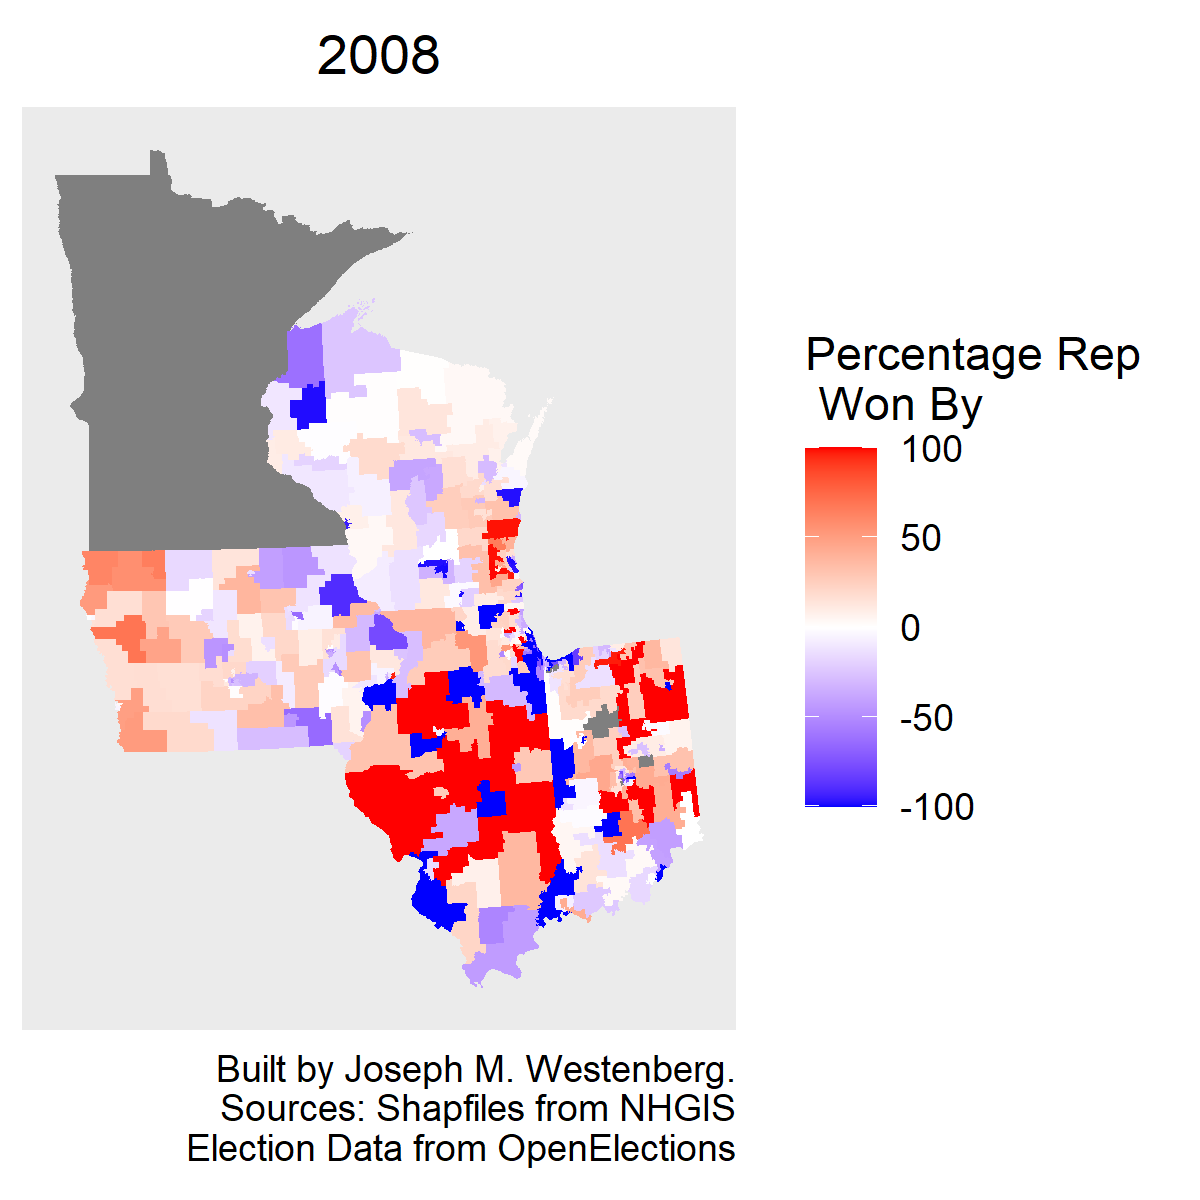 2008
Percentage Rep
Won By
100
50
0
-50
-100
Built by Joseph M. Westenberg.
Sources: Shapfiles from NHGIS
Election Data from OpenElections